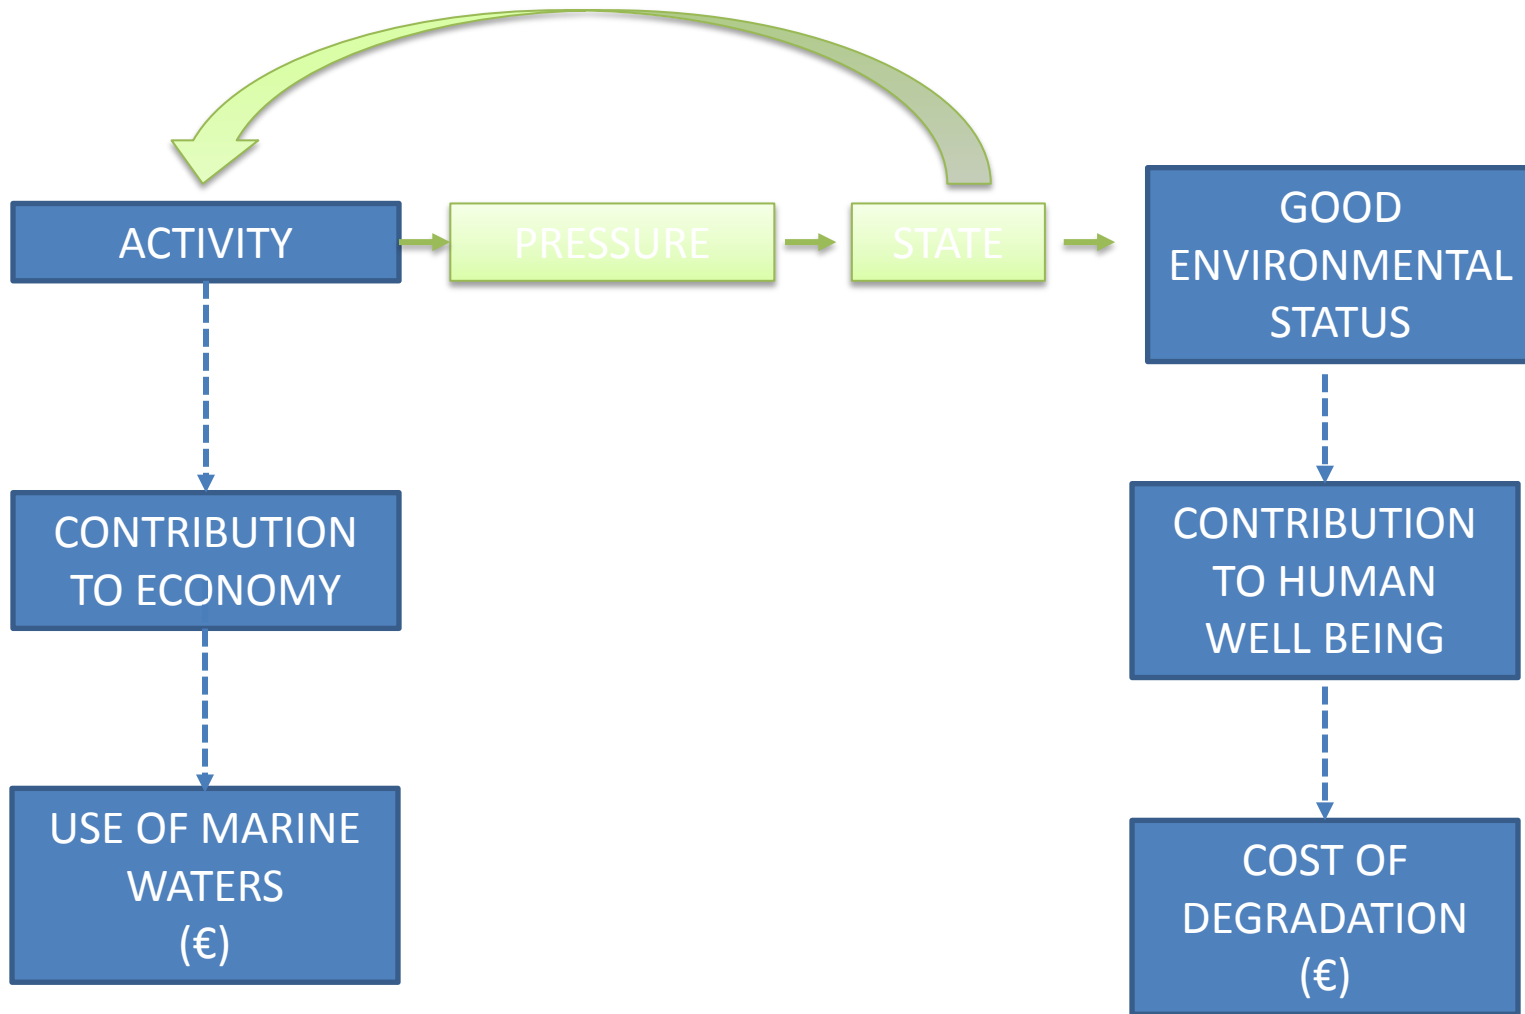 ACTIVITY
PRESSURE
STATE
GOOD
ENVIRONMENTAL
STATUS
CONTRIBUTION
TO ECONOMY
CONTRIBUTION
TO HUMAN
WELL BEING
USE OF MARINE
WATERS
(€)
COST OF
DEGRADATION
(€)